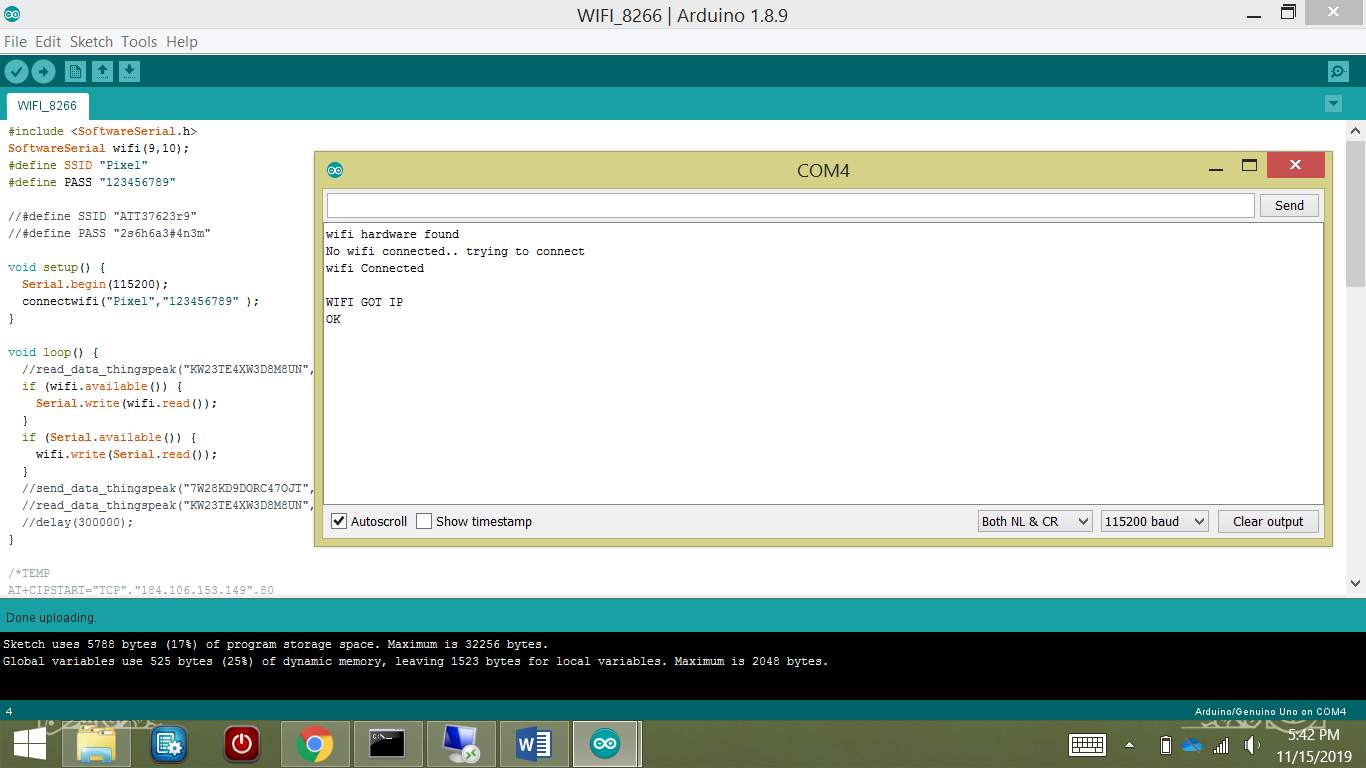 WIFI_8266 | Arduino 1.8.9
File Edit Sketch Tools Help
WIFI_8266
#include <SoftwareSerial.h>
SoftwareSerial wifi(9,10);
#define SSID "Pixel"
#define PASS "123456789"
//#define SSID "ATT37623r9"
//#define PASS "2s6h6a3#4n3m"
void setup() {
Serial.begin(115200);
connectwifi("Pixel","123456789" );
}
void loop() {
//read_data_thingspeak("KW23TE4XW3D8M8UN",
if (wifi.available()) {
Serial.write(wifi.read());
}
if (Serial.available()) {
wifi.write(Serial.read());
}
//send_data_thingspeak("7W28KD9DORC47OJT",
//read_data_thingspeak("KW23TE4XW3D8M8UN",
//delay(300000);
}
/*TEMP
AT+CIPSTART="TCP","184.106.153.149",80
COM4
Send
wifi hardware found
No wifi connected.. trying to connect
wifi Connected
WIFI GOT IP
OK
Autoscroll Show timestamp Both NL & CR 115200 baud Clear output
Done uploading.
Sketch uses 5788 bytes (17%) of program storage space. Maximum is 32256 bytes.
Global variables use 525 bytes (25%) of dynamic memory, leaving 1523 bytes for local variables. Maximum is 2048 bytes.
4 Arduino/Genuino Uno on COM4
5:42 PM
11/15/2019